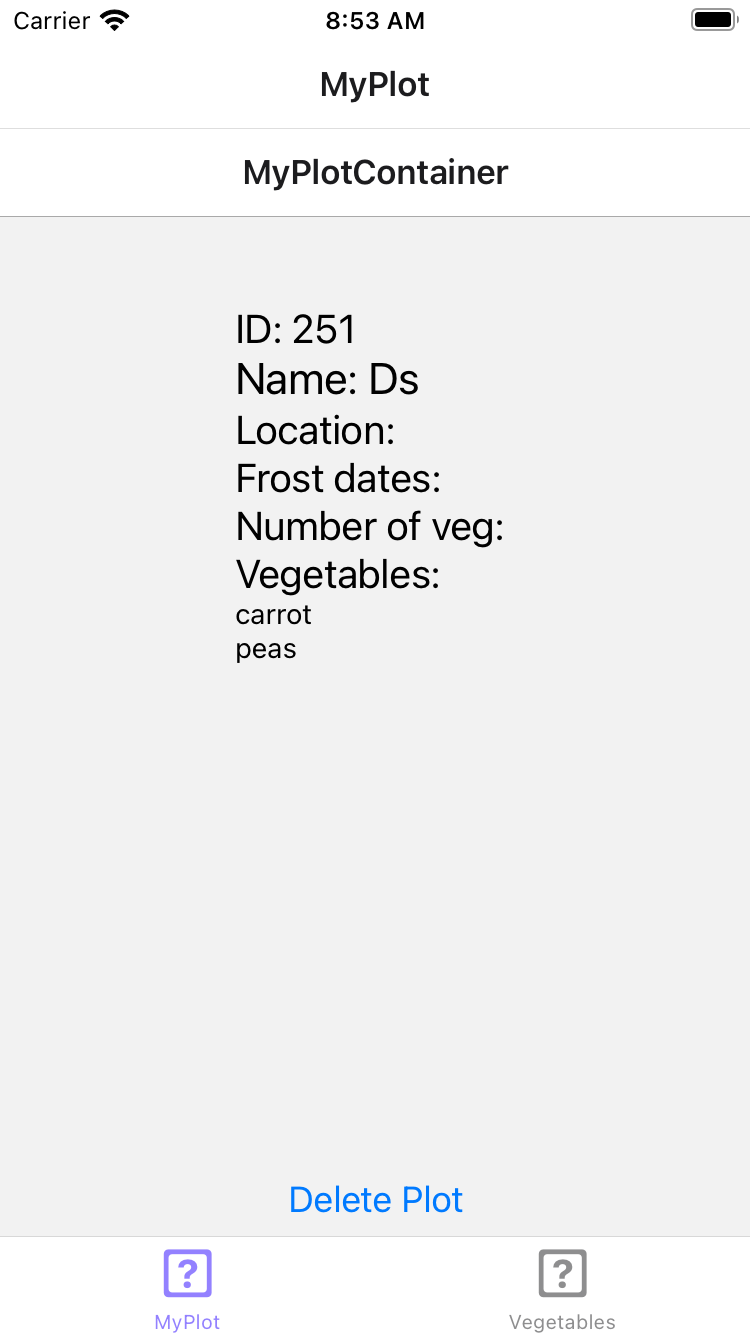 Carrier 8:53 AM
MyPlot
MyPlotContainer
ID: 251
Name: Ds
Location:
Frost dates:
Number of veg:
Vegetables:
carrot
peas
Delete Plot
? ?
MyPlot Vegetables